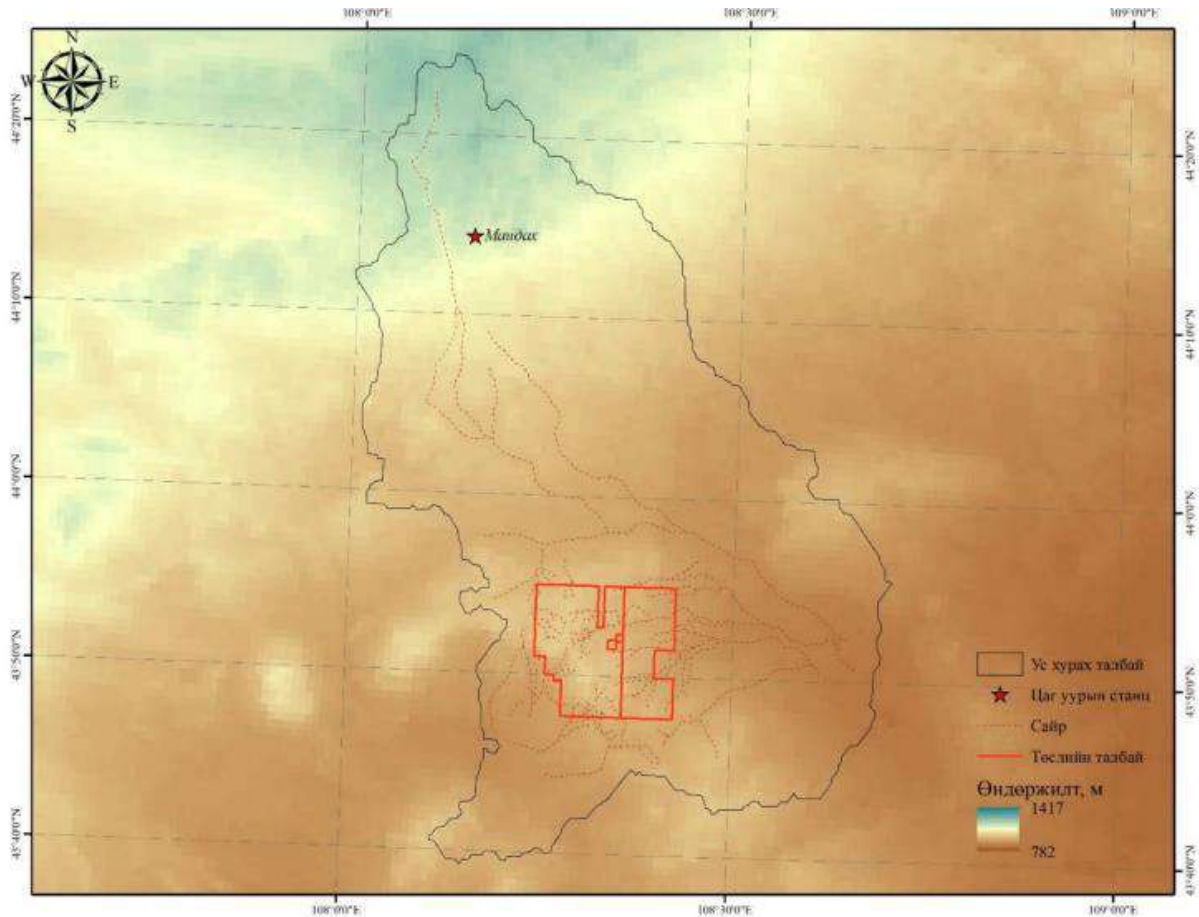 108°0'0"E 108°30'0"E 109°0'0"E
N
W E
S
44°20'0"N 44°20'0"N
Мандах
44°10'0"N 44°10'0"N
44°0'0"N 44°0'0"N
43°50'0"N 43°50'0"N
Ус хурах талбай
Цаг уурын станц
Сайр
Төслийн талбай
Өндөржилт, м
1417
782
43°40'0"N 43°40'0"N
108°0'0"E 108°30'0"E 109°0'0"E